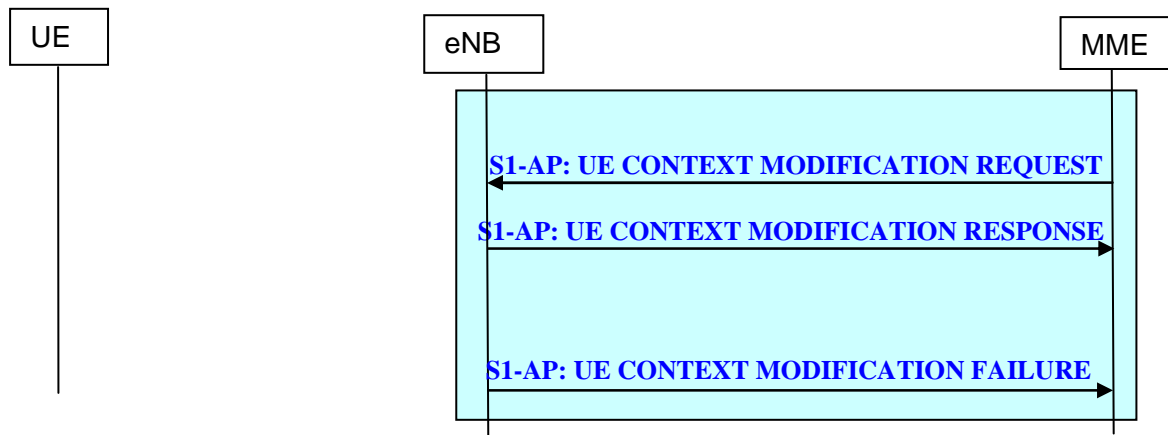 UE
eNB
MME
S1-AP: UE CONTEXT MODIFICATION REQUEST
S1-AP: UE CONTEXT MODIFICATION RESPONSE
S1-AP: UE CONTEXT MODIFICATION FAILURE